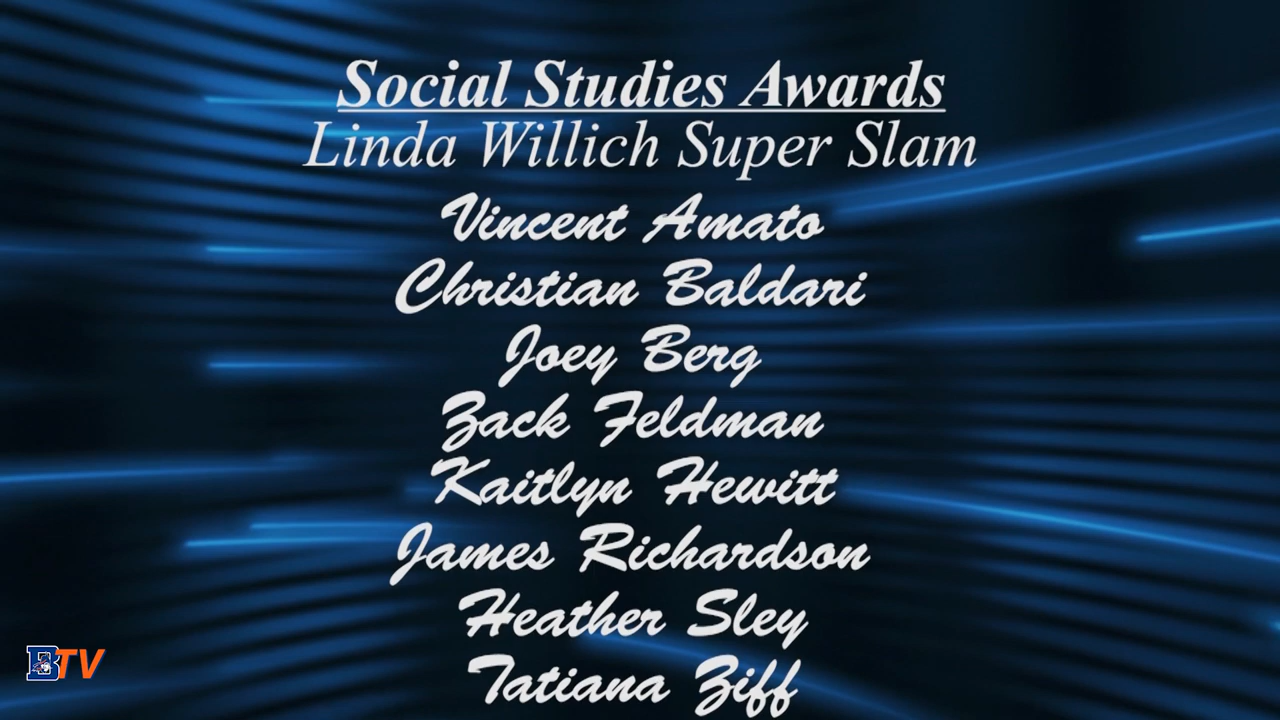 Social Studies Awards
Linda Willich Super Slam
Vincent Amato
Christian Baldari
Joey Berg
Zack Feldman
Kaitlyn Hewitt
James Richardson
Heather Sley
Tatiana Ziff
BTV